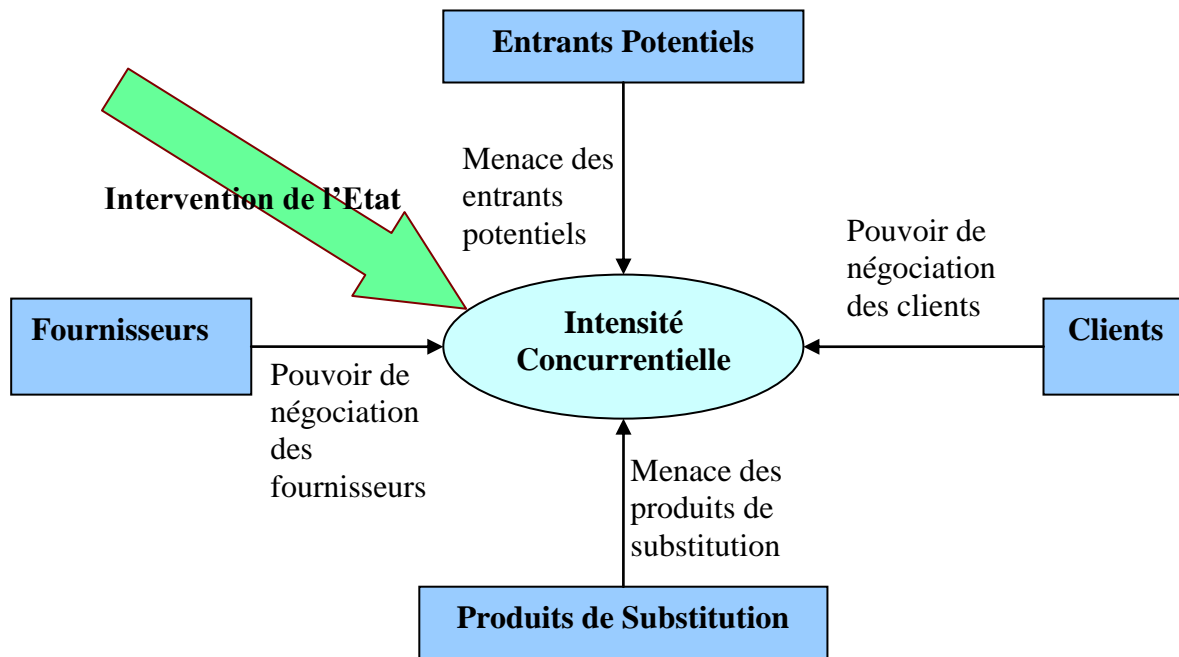 Entrants Potentiels
Menace des
entrants
potentiels
Intervention de l’Etat
Pouvoir de
négociation
des clients
Fournisseurs
Intensité
Concurrentielle
Clients
Pouvoir de
négociation
des
fournisseurs
Menace des
produits de
substitution
Produits de Substitution